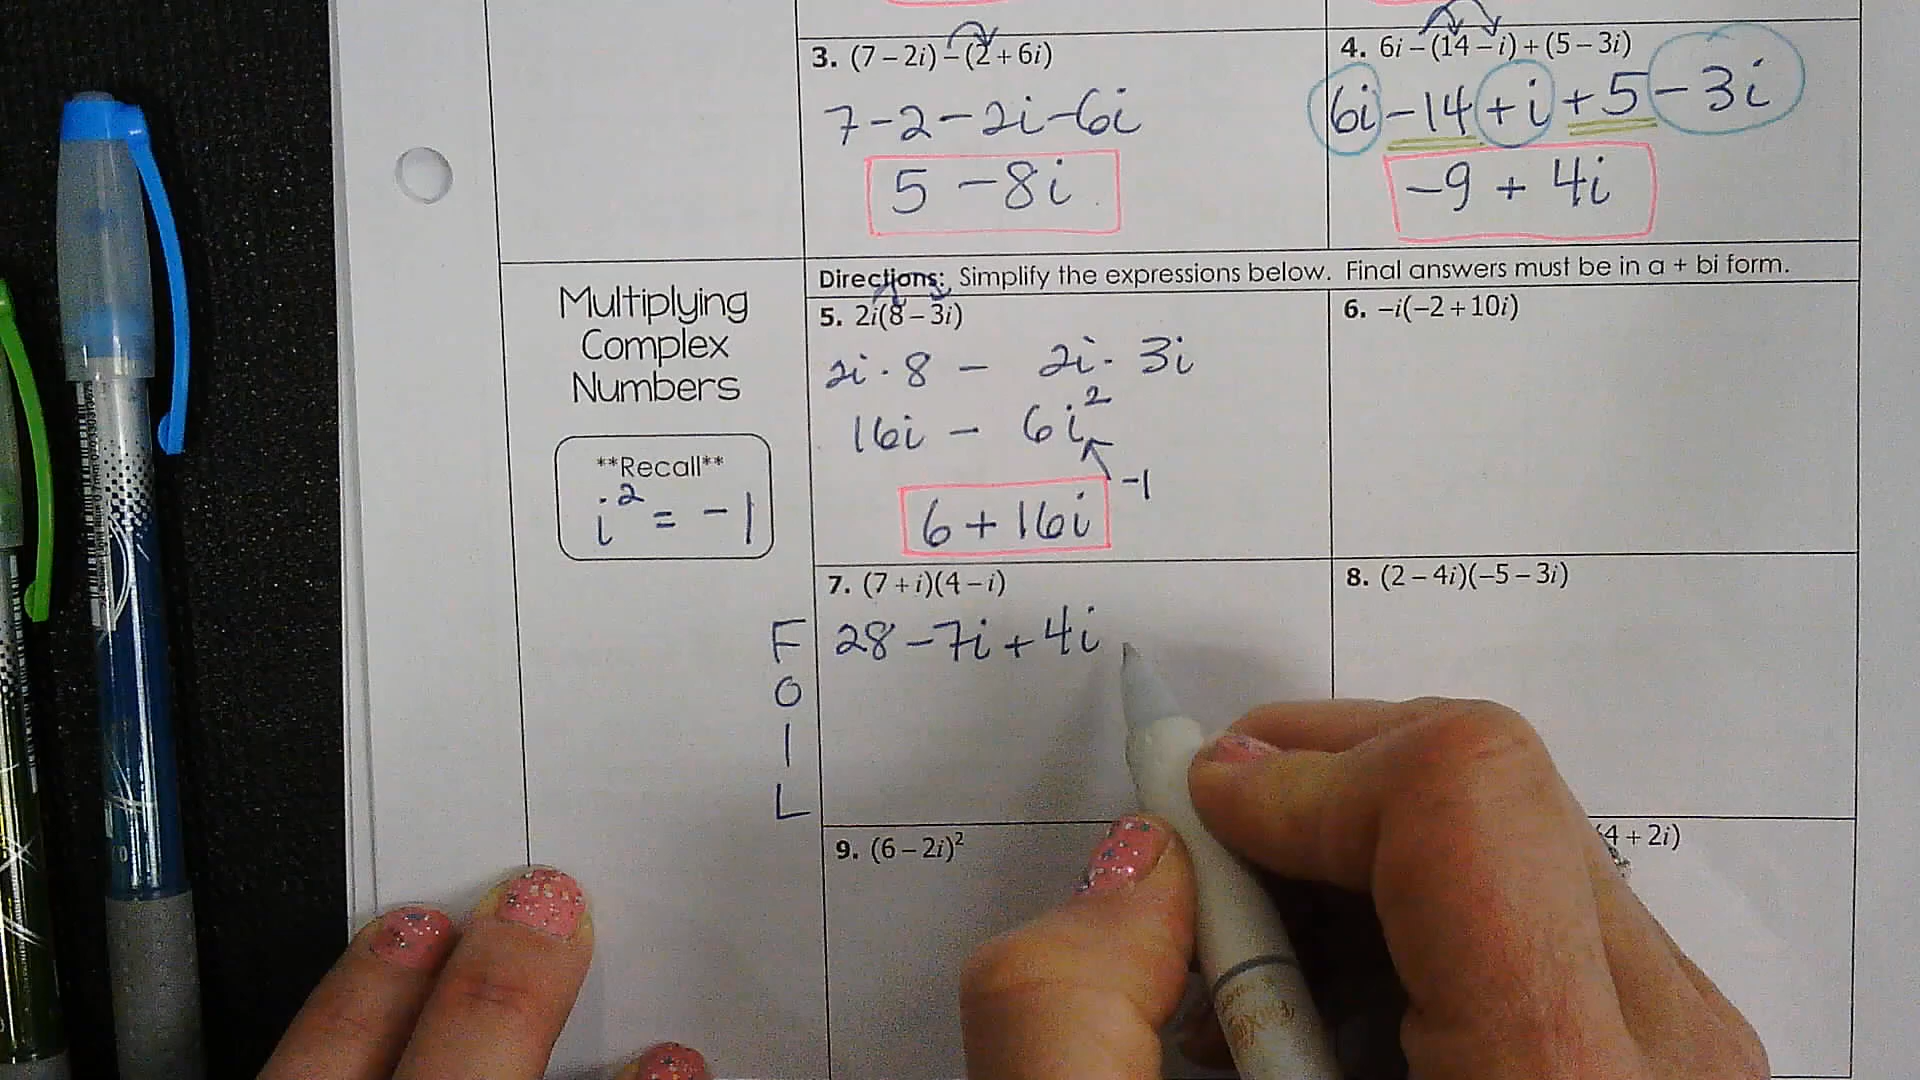 3. (7 – 2i) – (2 + 6i)
7 - 2 - 2i - 6i
5 - 8i
4. 6i – (14 – i) + (5 – 3i)
6i - 14 + i + 5 - 3i
-9 + 4i
Multiplying
Complex
Numbers
**Recall**
i² = -1
Directions: Simplify the expressions below. Final answers must be in a + bi form.
5. 2i(8 – 3i)
2i · 8 - 2i · 3i
16i - 6i²
-1
6 + 16i
6. –i(–2 + 10i)
7. (7 + i)(4 – i)
F
O
I
L
28 - 7i + 4i
8. (2 – 4i)(–5 – 3i)
9. (6 – 2i)²
(4 + 2i)